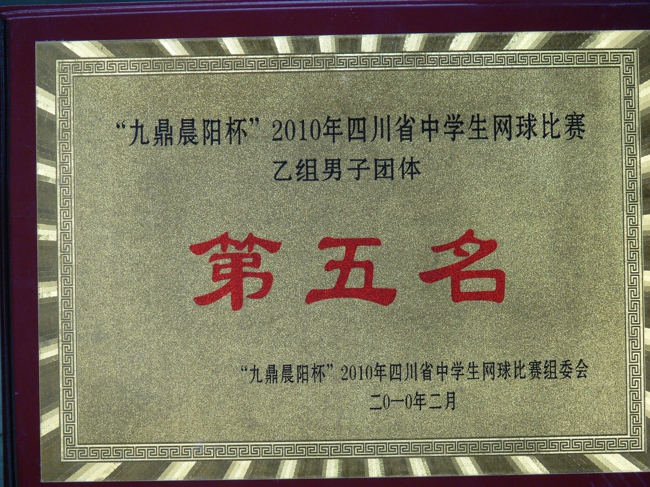 “九鼎晨阳杯”2010年四川省中学生网球比赛
乙组男子团体
第五名
“九鼎晨阳杯”2010年四川省中学生网球比赛组委会
二0一0年二月